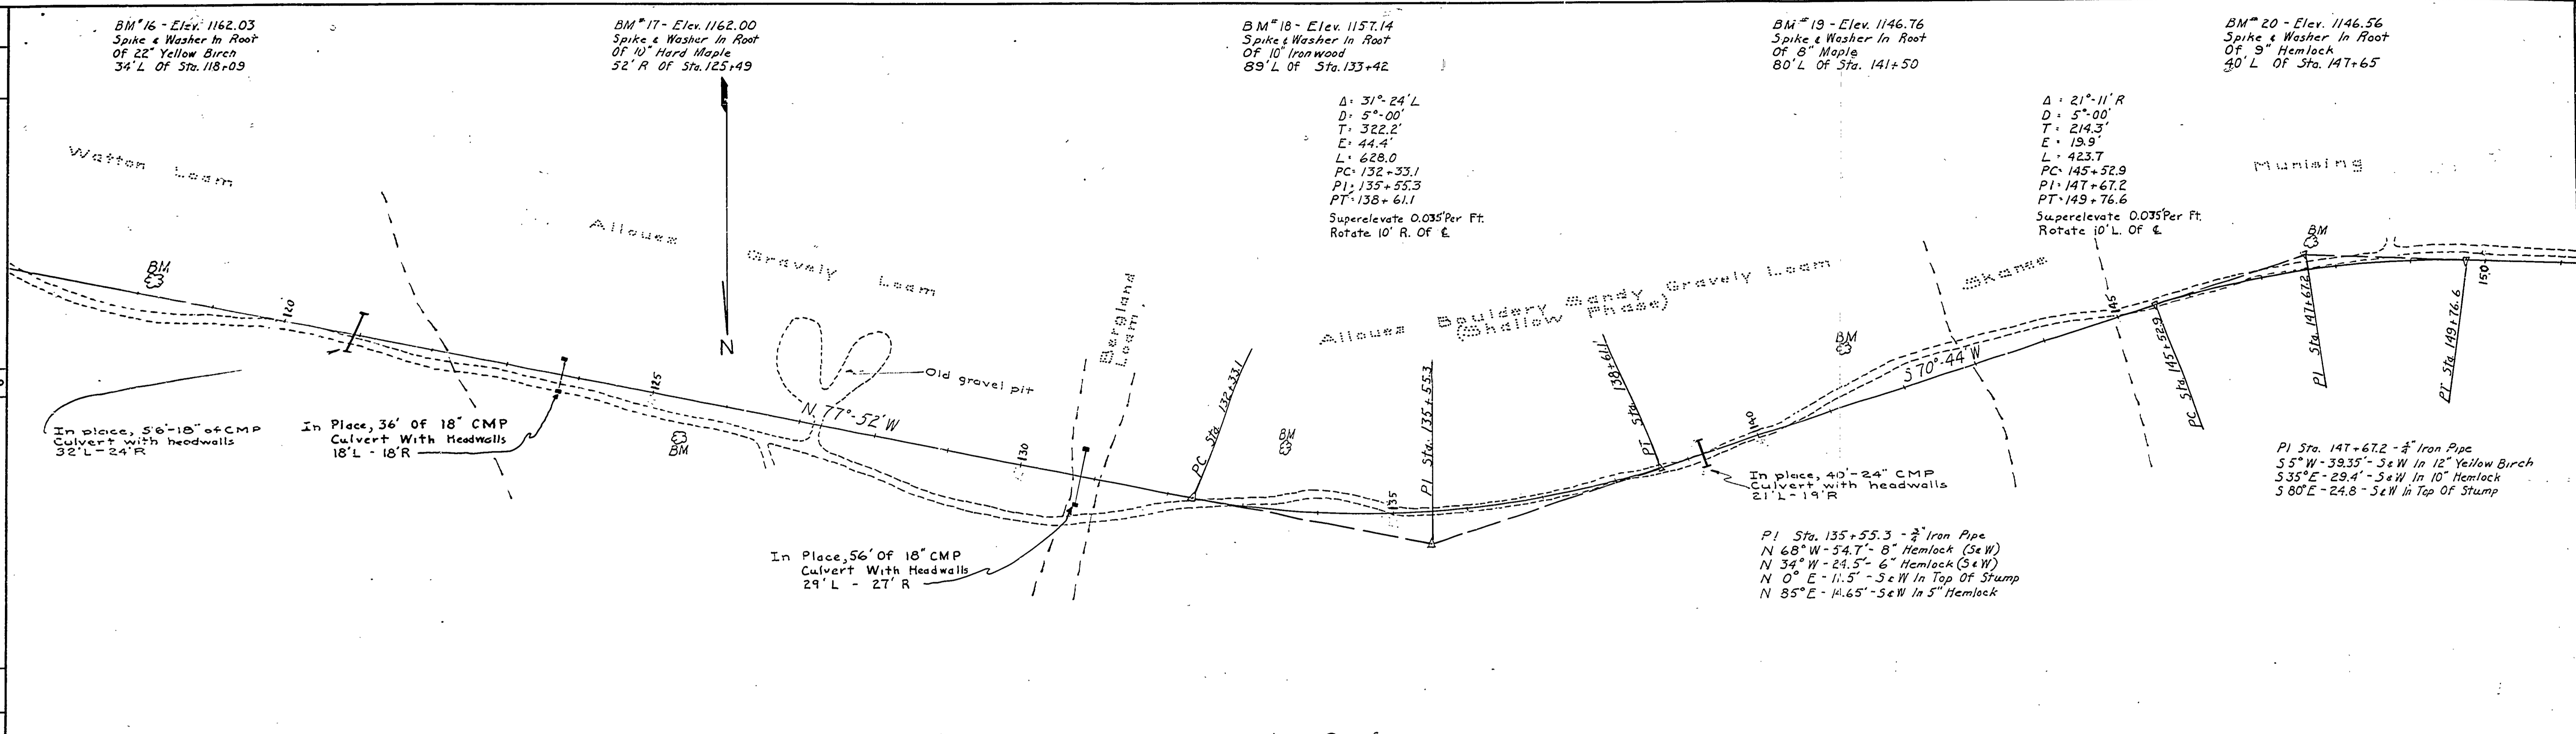 BM#16 - Elev. 1162.03
Spike & Washer In Root
Of 22" Yellow Birch
34' L Of Sta. 118+09
BM#17 - Elev. 1162.00
Spike & Washer In Root
Of 10" Hard Maple
52' R Of Sta. 125+49
BM#18 - Elev. 1157.14
Spike & Washer In Root
Of 10" Ironwood
89' L Of Sta. 133+42
BM#19 - Elev. 1146.76
Spike & Washer In Root
Of 8" Maple
80' L Of Sta. 141+50
BM#20 - Elev. 1146.56
Spike & Washer In Root
Of 9" Hemlock
40' L Of Sta. 147+65
Δ = 31°-24' L
D = 5°-00'
T = 322.2'
E = 44.4'
L = 628.0
PC = 132+33.1
PI = 135+55.3
PT = 138+61.1
Superelevate 0.035' Per Ft.
Rotate 10' R. Of ℄
Δ = 21°-11' R
D = 5°-00'
T = 214.3'
E = 19.9'
L = 423.7
PC = 145+52.9
PI = 147+67.2
PT = 149+76.6
Superelevate 0.035' Per Ft.
Rotate 10' L. Of ℄
Watton Loam
Allouez Gravely Loam
Bergland
Loam
Allouez Bouldery Sandy Gravely Loam
(Shallow Phase)
Skanee
Munising
BM
BM
BM
BM
BM
N
120
125
130
135
140
145
150
Old gravel pit
N 77°-52' W
S 70°-44' W
PC Sta 132+33.1
PI Sta. 135+55.3
PT Sta 138+61.1
PC Sta 145+52.9
PI Sta 147+67.2
PT Sta 149+76.6
In place, 56'-18" of CMP
Culvert with headwalls
32'L - 24'R
In Place, 36' Of 18" CMP
Culvert With Headwalls
18'L - 18'R
In Place, 56' Of 18" CMP
Culvert With Headwalls
29'L - 27'R
In place, 40'-24" CMP
Culvert with headwalls
21'L - 19'R
PI Sta. 135+55.3 - 3/4" Iron Pipe
N 68° W - 54.7' - 8" Hemlock (S&W)
N 34° W - 24.5' - 6" Hemlock (S&W)
N 0° E - 11.5' - S&W In Top Of Stump
N 85° E - 14.65' - S&W In 5" Hemlock
PI Sta. 147+67.2 - 3/4" Iron Pipe
S 5° W - 39.35' - S&W In 12" Yellow Birch
S 35° E - 29.4' - S&W In 10" Hemlock
S 80° E - 24.8 - S&W In Top Of Stump